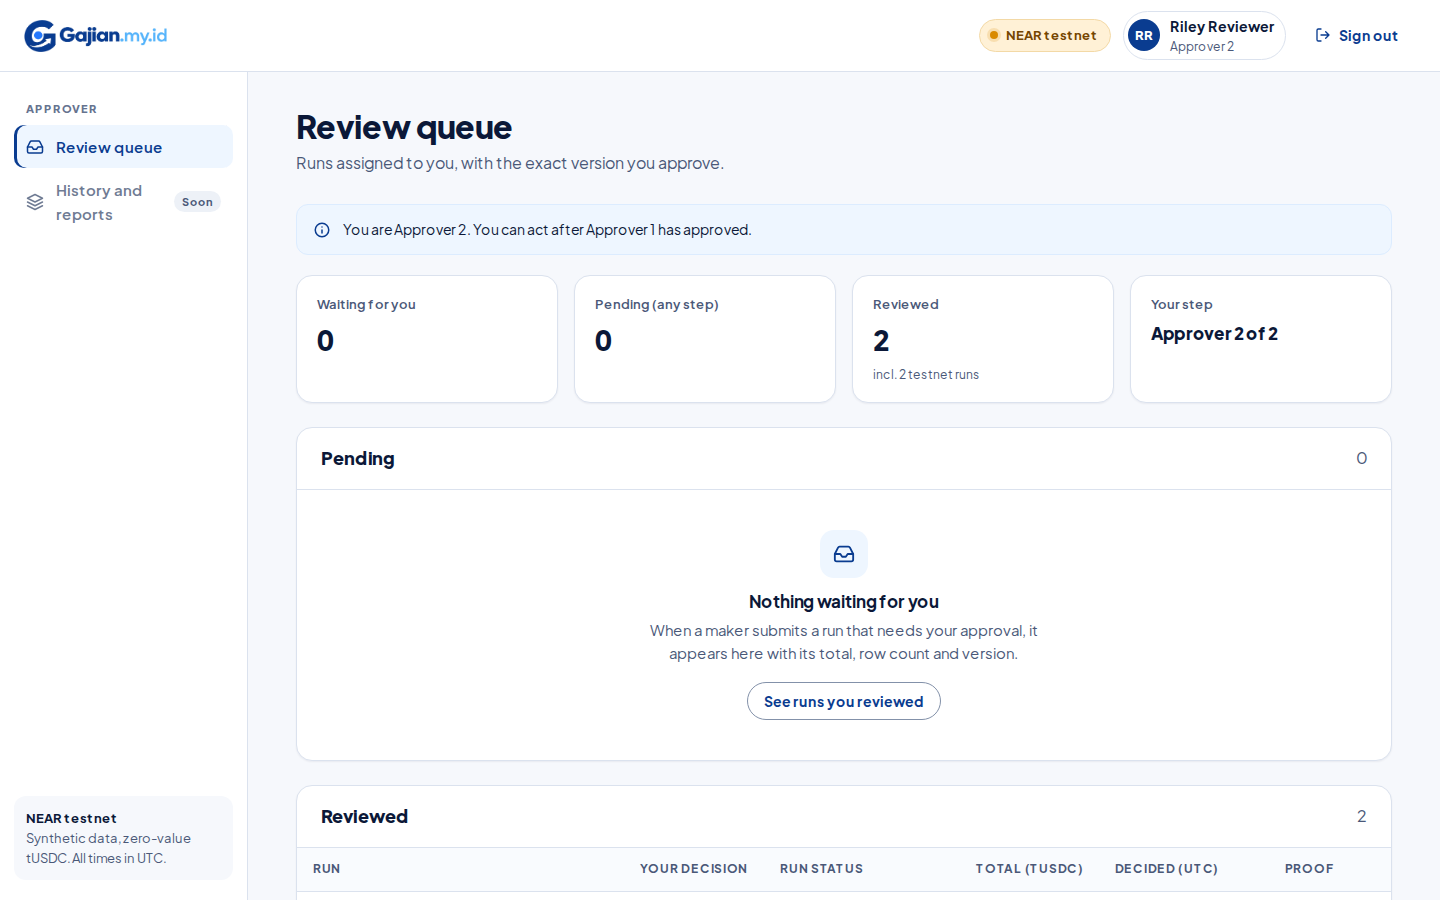 Gajian.my.id
NEAR testnet
RR
Riley Reviewer
Approver 2
Sign out
APPROVER
Review queue
History and
reports
Soon
NEAR testnet
Synthetic data, zero-value
tUSDC. All times in UTC.
Review queue
Runs assigned to you, with the exact version you approve.
You are Approver 2. You can act after Approver 1 has approved.
Waiting for you
0
Pending (any step)
0
Reviewed
2
incl. 2 testnet runs
Your step
Approver 2 of 2
Pending
0
Nothing waiting for you
When a maker submits a run that needs your approval, it
appears here with its total, row count and version.
See runs you reviewed
Reviewed
2
RUN YOUR DECISION RUN STATUS TOTAL (TUSDC) DECIDED (UTC) PROOF